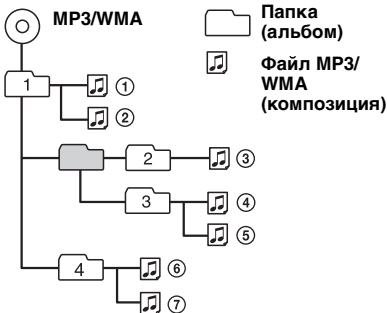 MP3/WMA
Папка
(альбом)
Файл MP3/
WMA
(композиция)
1
①
②
2
③
3
④
⑤
4
⑥
⑦